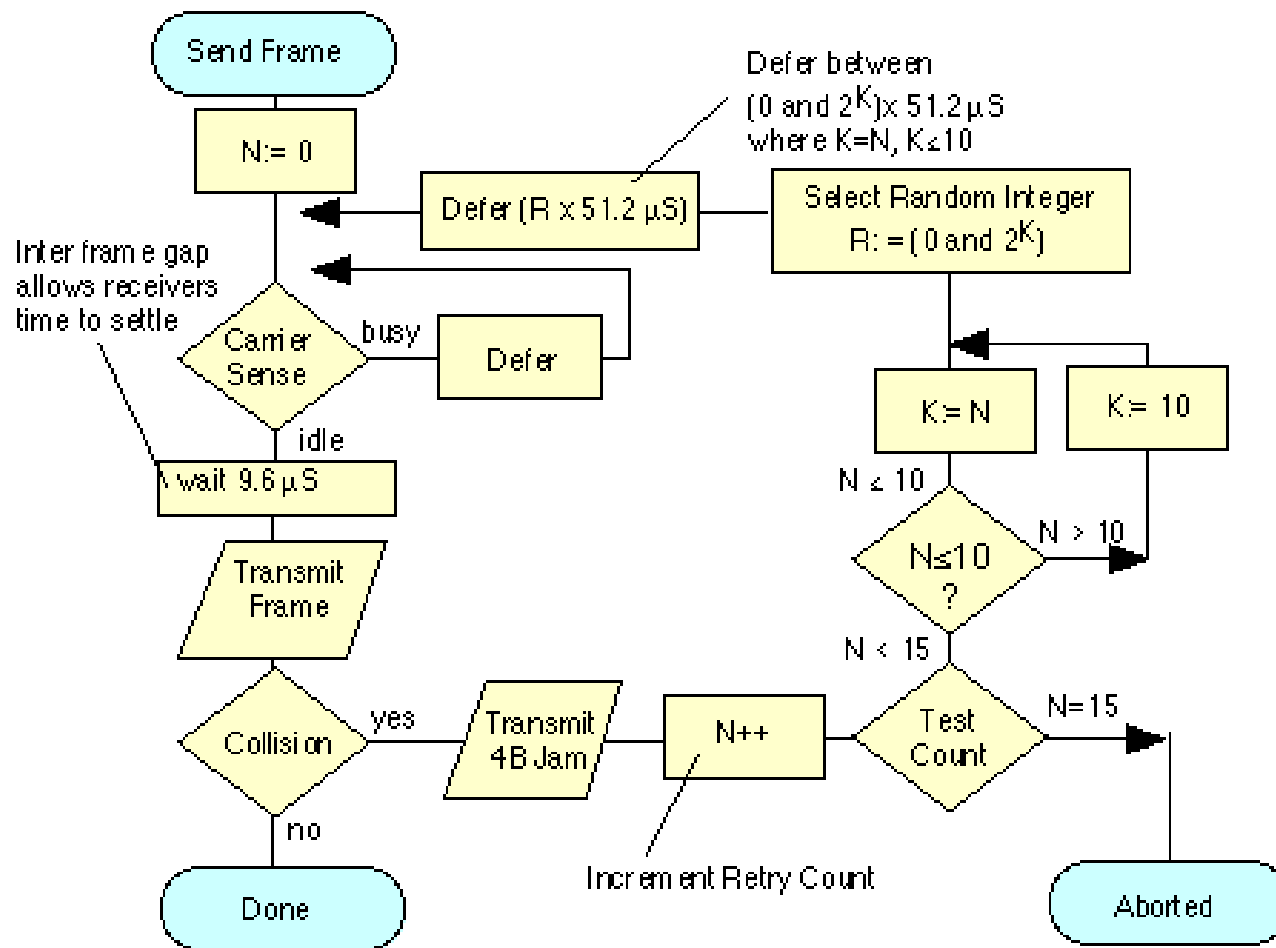 Send Frame
N:= 0
Defer between
(0 and 2^K)x 51.2 µS
where K=N, K≤10
Defer (R x 51.2 µS)
Select Random Integer
R: = (0 and 2^K)
Inter frame gap
allows receivers
time to settle
Carrier
Sense
busy
Defer
idle
wait 9.6 µS
K:= N
K:= 10
N ≤ 10
N > 10
N≤10
?
Transmit
Frame
N < 15
Collision
yes
Transmit
4B Jam
N++
Test
Count
N=15
no
Increment Retry Count
Done
Aborted